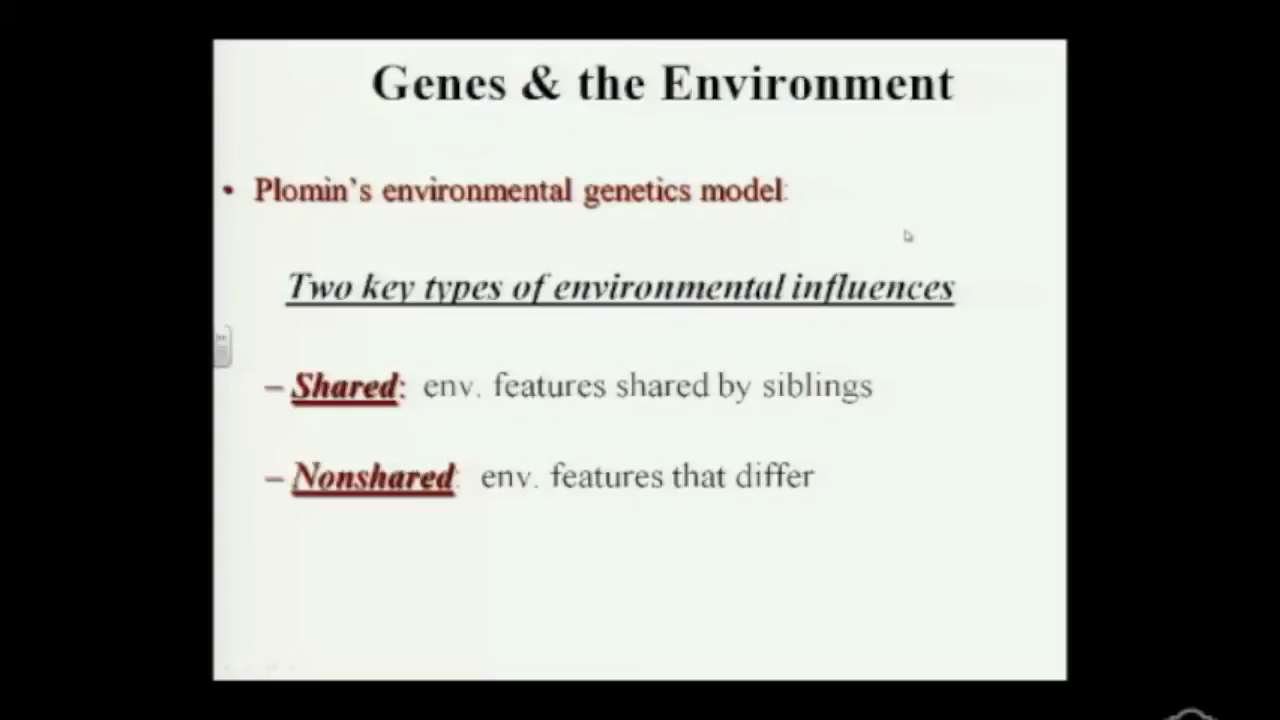 Genes & the Environment
• Plomin's environmental genetics model:
Two key types of environmental influences
– Shared: env. features shared by siblings
– Nonshared: env. features that differ